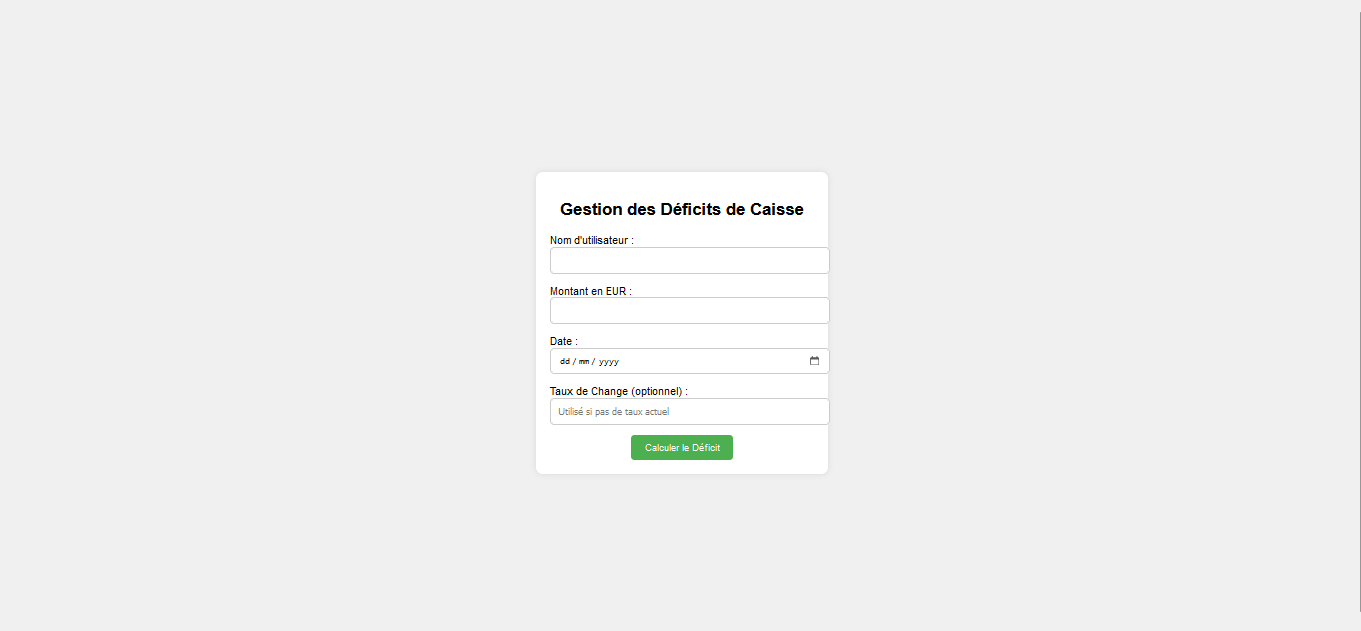 Gestion des Déficits de Caisse
Nom d'utilisateur :
Montant en EUR :
Date :
dd / mm / yyyy
Taux de Change (optionnel) :
Utilisé si pas de taux actuel
Calculer le Déficit